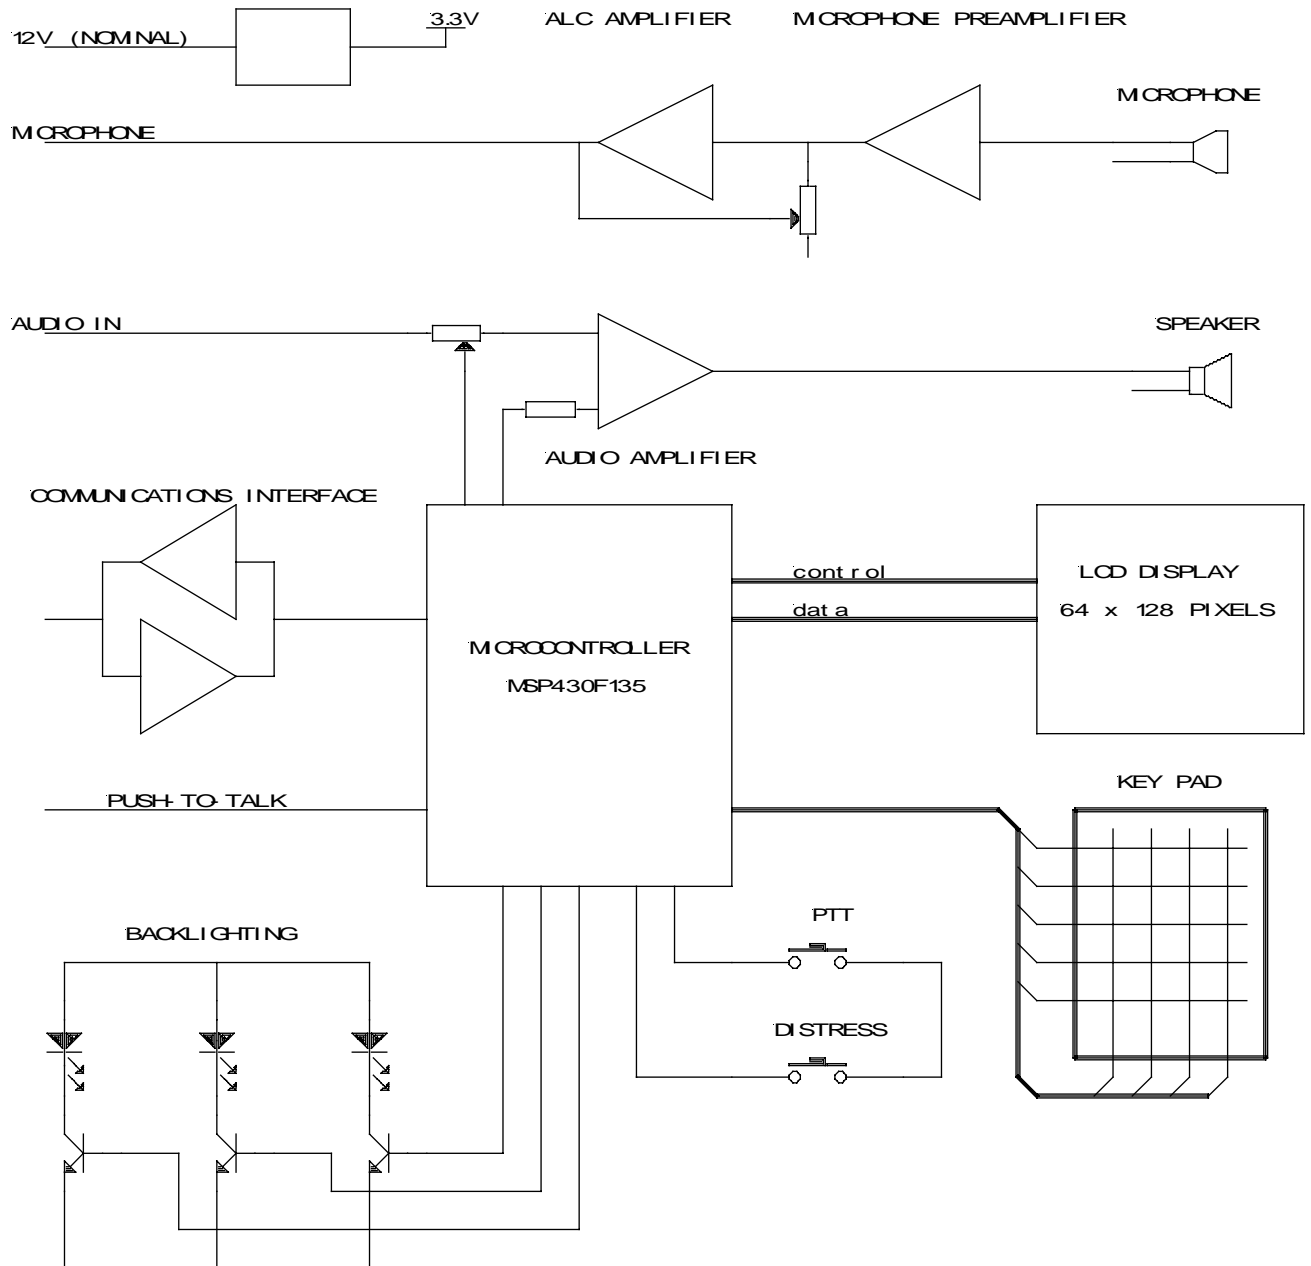 12V (NOMINAL)
3.3V
ALC AMPLIFIER
MICROPHONE PREAMPLIFIER
MICROPHONE
MICROPHONE
AUDIO IN
SPEAKER
AUDIO AMPLIFIER
COMMUNICATIONS INTERFACE
control
data
LCD DISPLAY
64 x 128 PIXELS
MICROCONTROLLER
MSP430F135
PUSH-TO-TALK
KEY PAD
PTT
BACKLIGHTING
DISTRESS